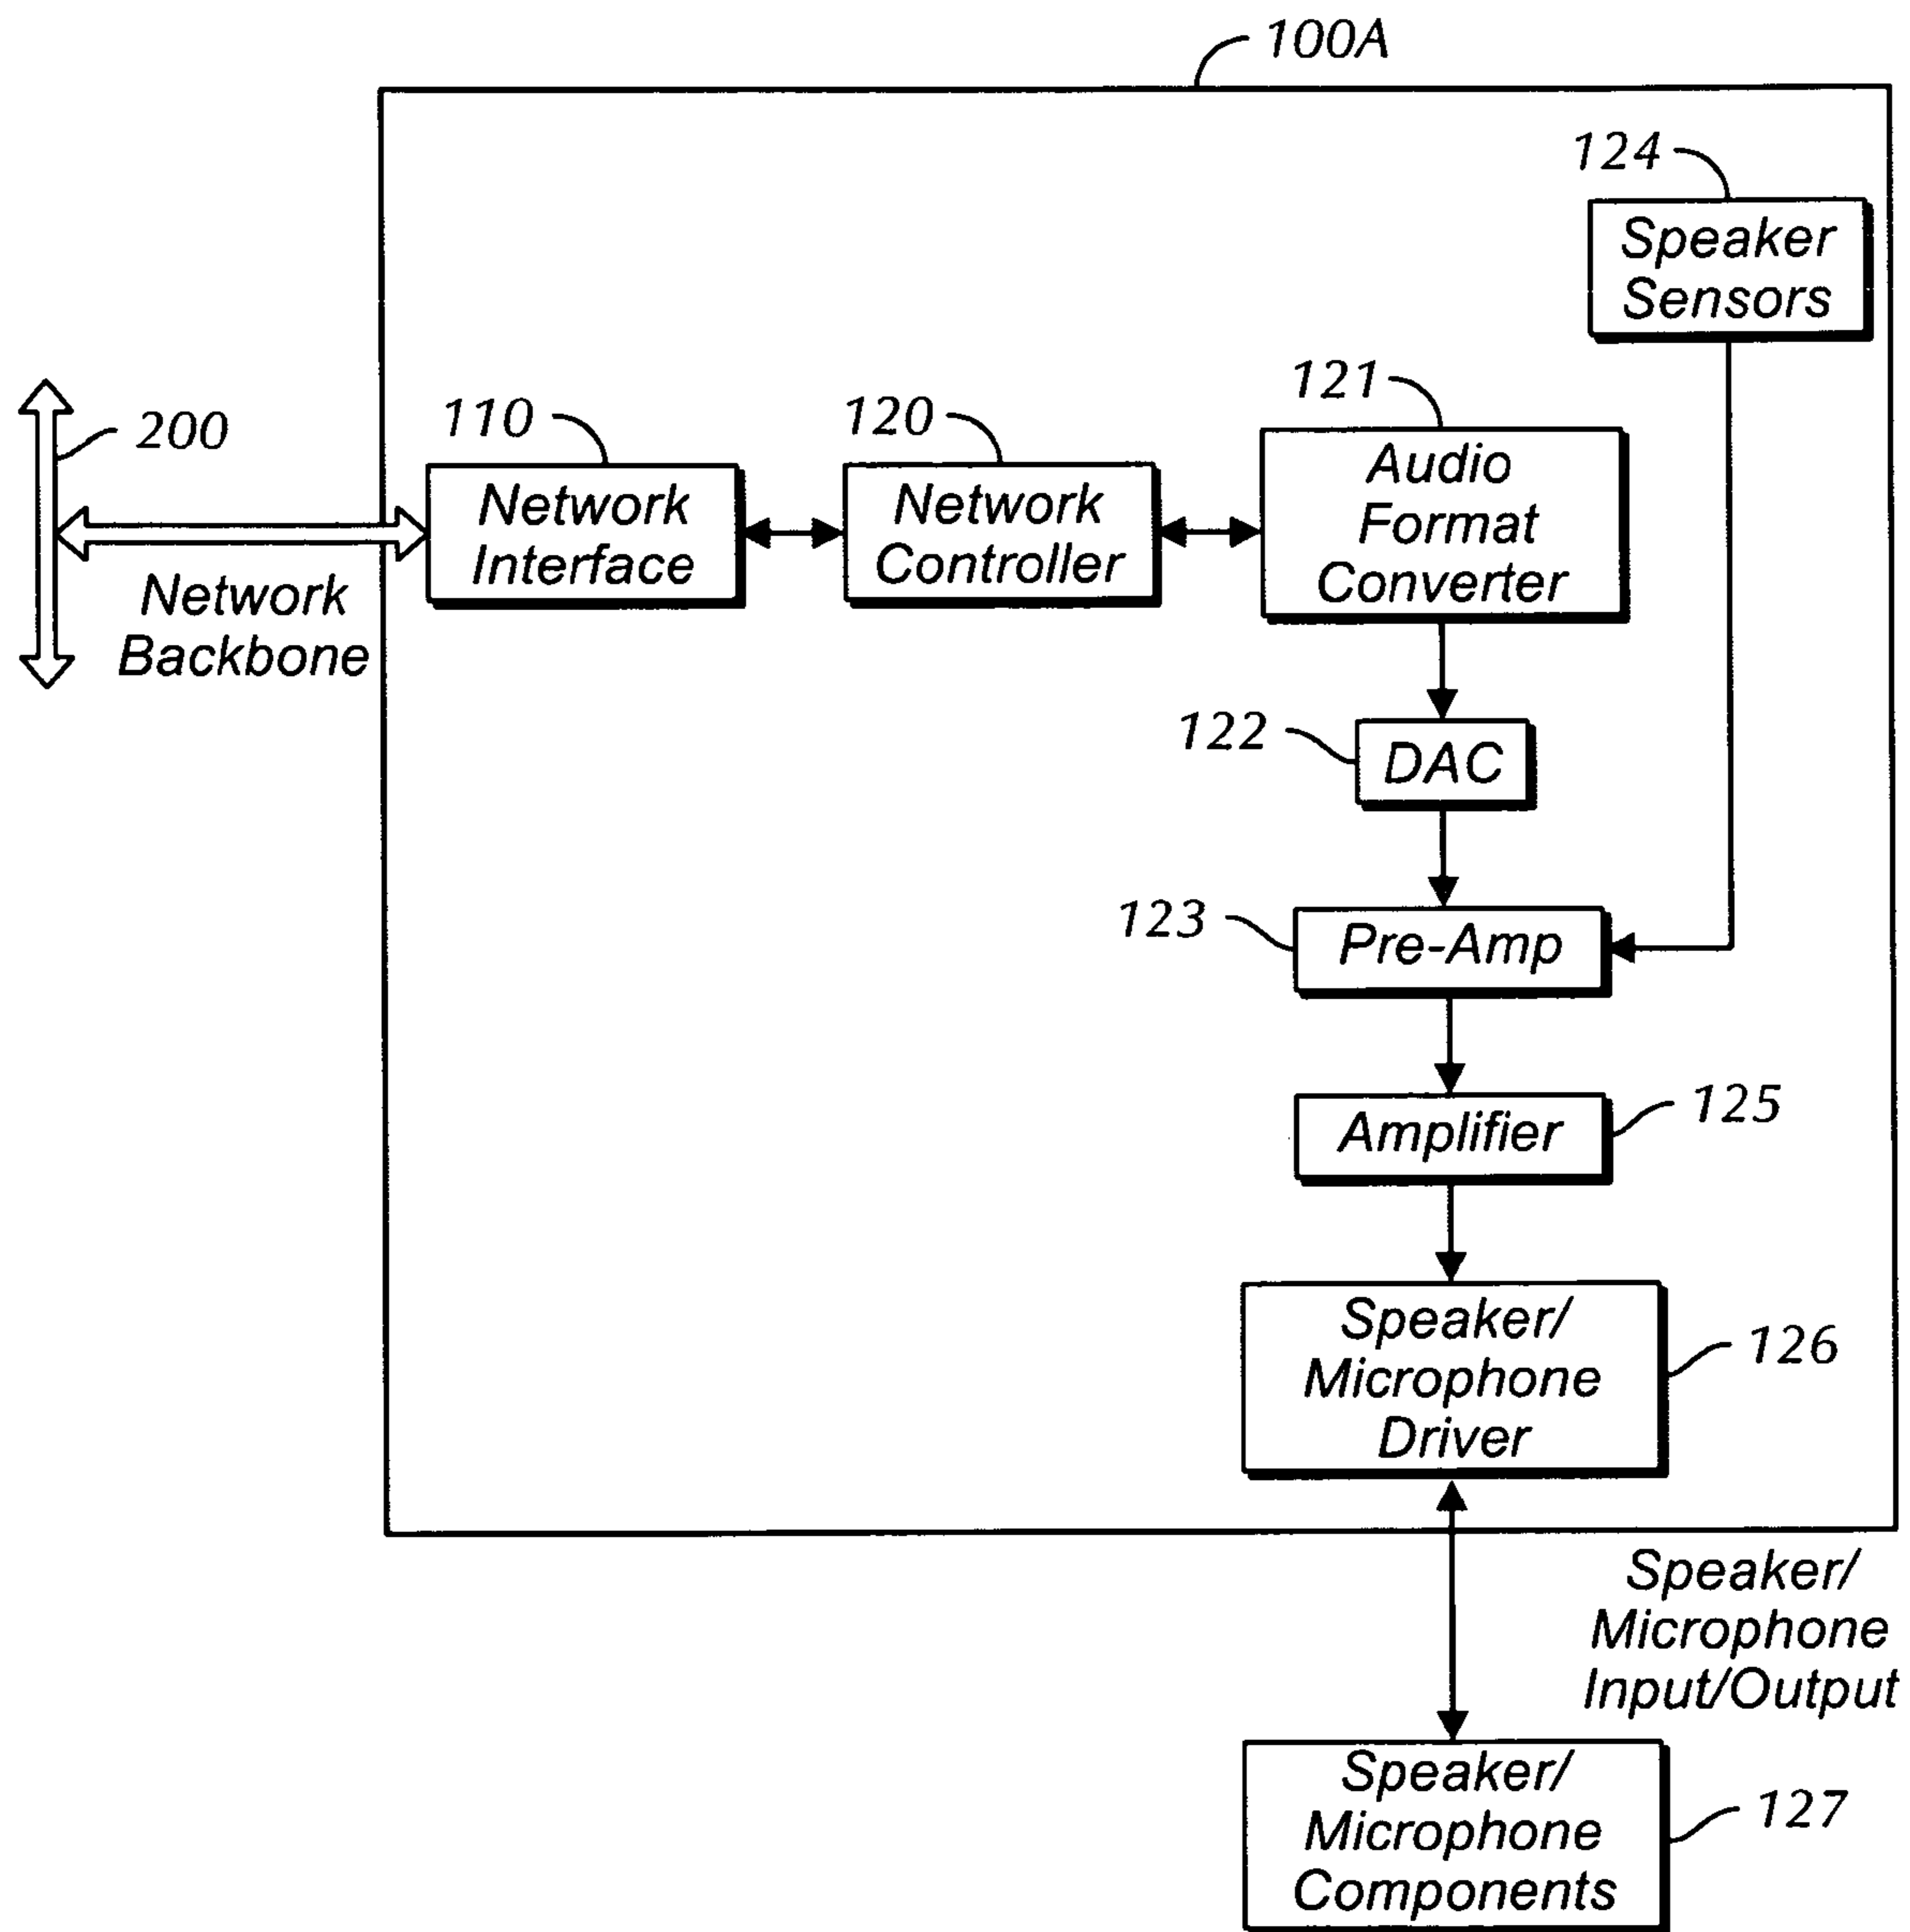 100A
124
Speaker
Sensors
200
110
120
121
Network
Interface
Network
Controller
Audio
Format
Converter
Network
Backbone
122
DAC
123
Pre-Amp
Amplifier
125
Speaker/
Microphone
Driver
126
Speaker/
Microphone
Input/Output
Speaker/
Microphone
Components
127